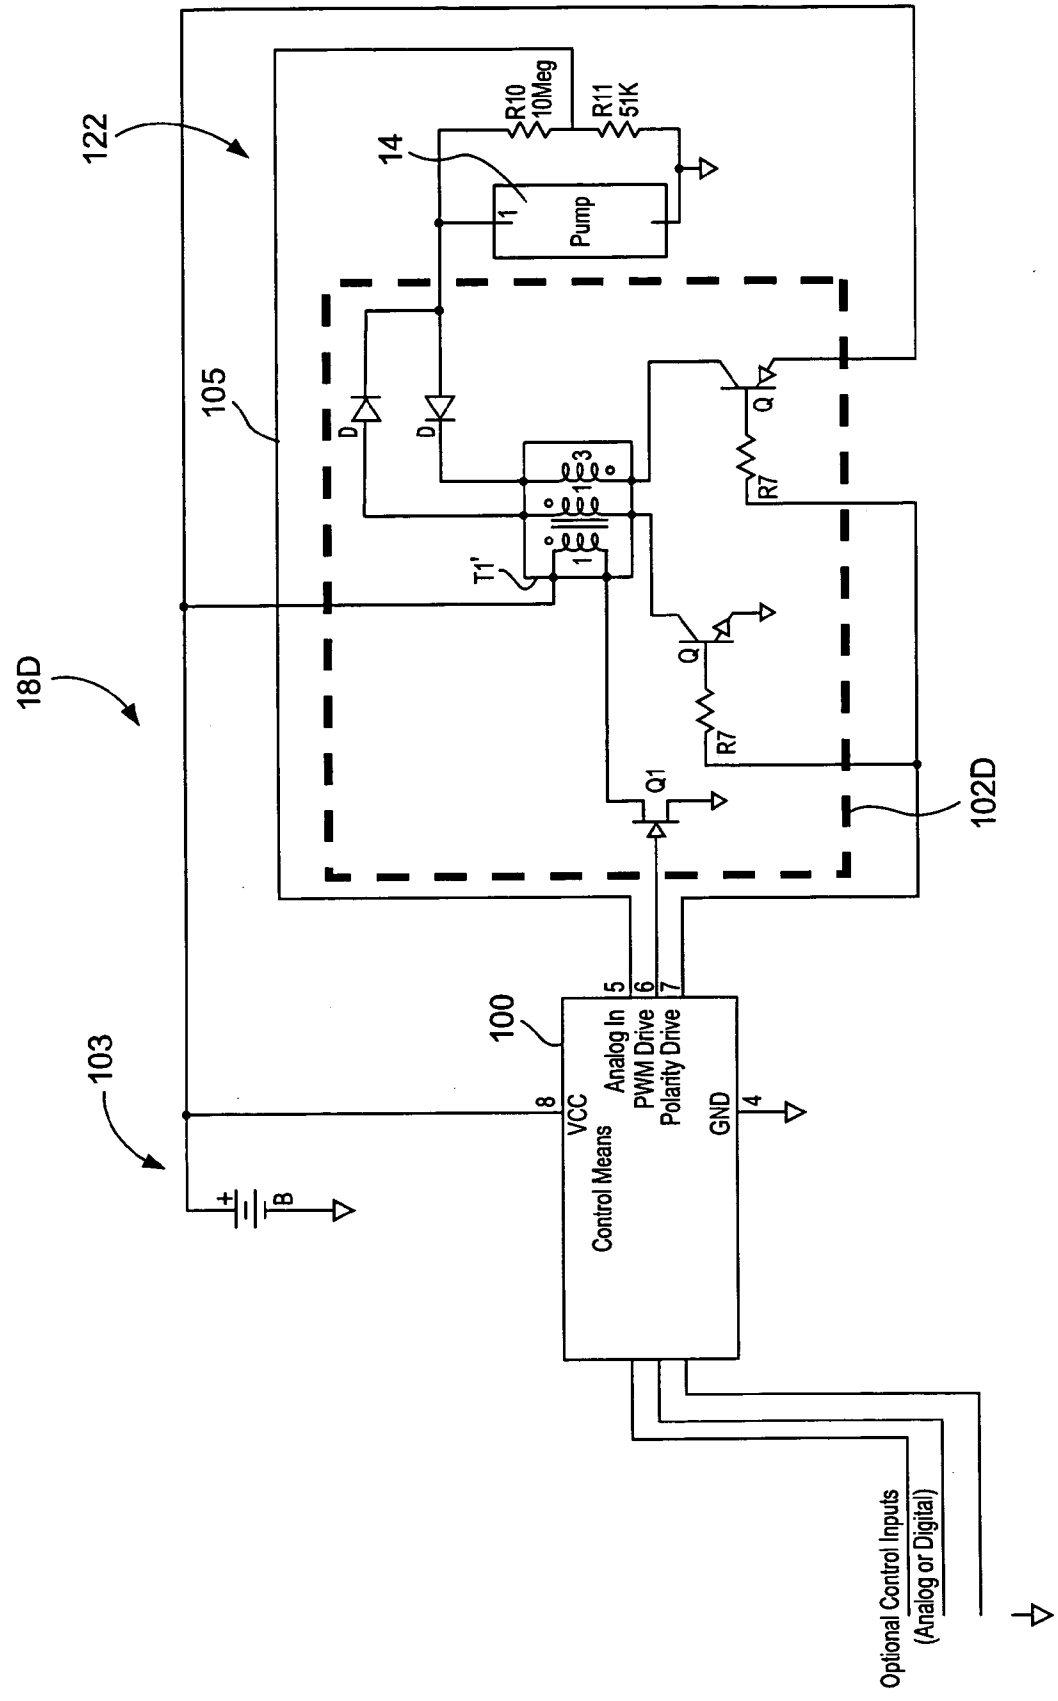 18D
103
122
105
14
R10
10Meg
R11
51K
1
Pump
D
D
T1'
1
1
3
Q
R7
Q
R7
Q1
102D
100
+
B
8
VCC
Control Means
Analog In
PWM Drive
Polarity Drive
5
6
7
GND
4
Optional Control Inputs
(Analog or Digital)